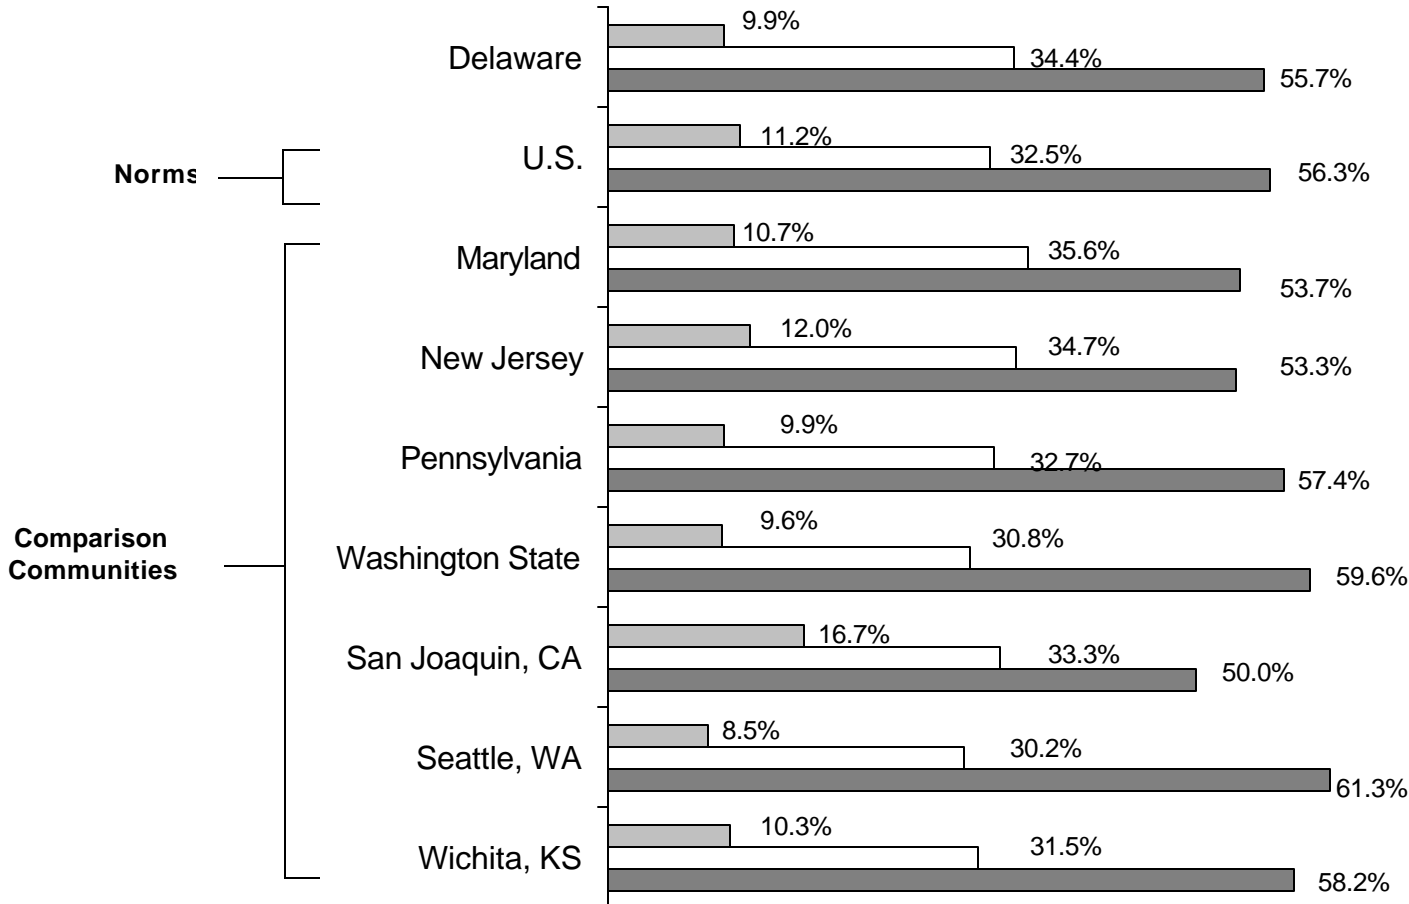 9.9%
Delaware
34.4%
55.7%
11.2%
U.S.
32.5%
Norms
56.3%
10.7%
Maryland
35.6%
53.7%
12.0%
New Jersey
34.7%
53.3%
9.9%
Pennsylvania
32.7%
57.4%
9.6%
Comparison
Communities
Washington State
30.8%
59.6%
16.7%
San Joaquin, CA
33.3%
50.0%
8.5%
Seattle, WA
30.2%
61.3%
10.3%
Wichita, KS
31.5%
58.2%